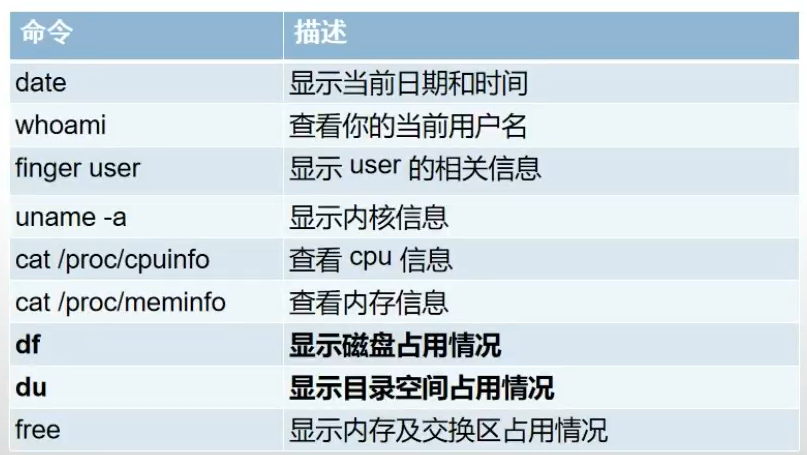 命令 描述
date 显示当前日期和时间
whoami 查看你的当前用户名
finger user 显示 user 的相关信息
uname -a 显示内核信息
cat /proc/cpuinfo 查看 cpu 信息
cat /proc/meminfo 查看内存信息
df 显示磁盘占用情况
du 显示目录空间占用情况
free 显示内存及交换区占用情况